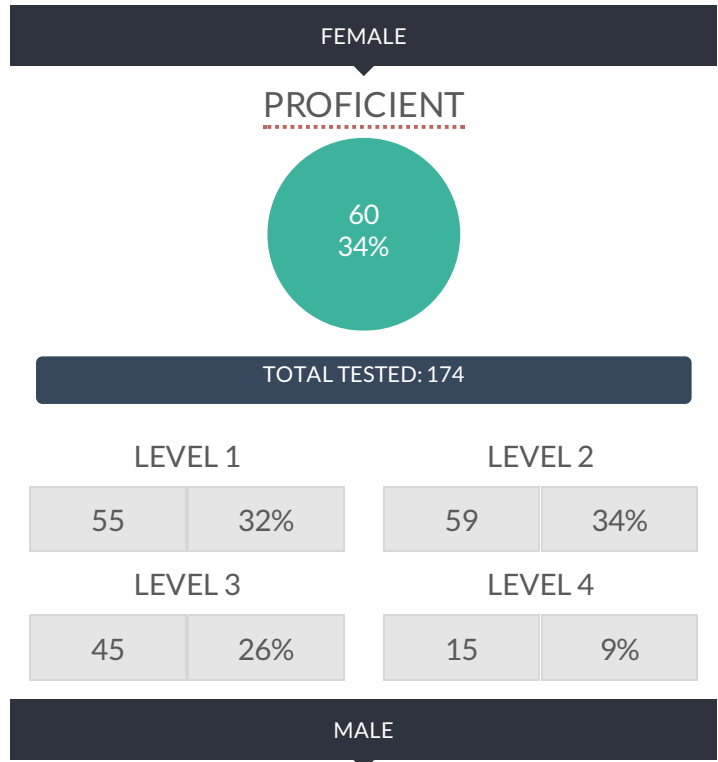 FEMALE
PROFICIENT
60
34%
TOTAL TESTED: 174
LEVEL 1
55 32%
LEVEL 2
59 34%
LEVEL 3
45 26%
LEVEL 4
15 9%
MALE